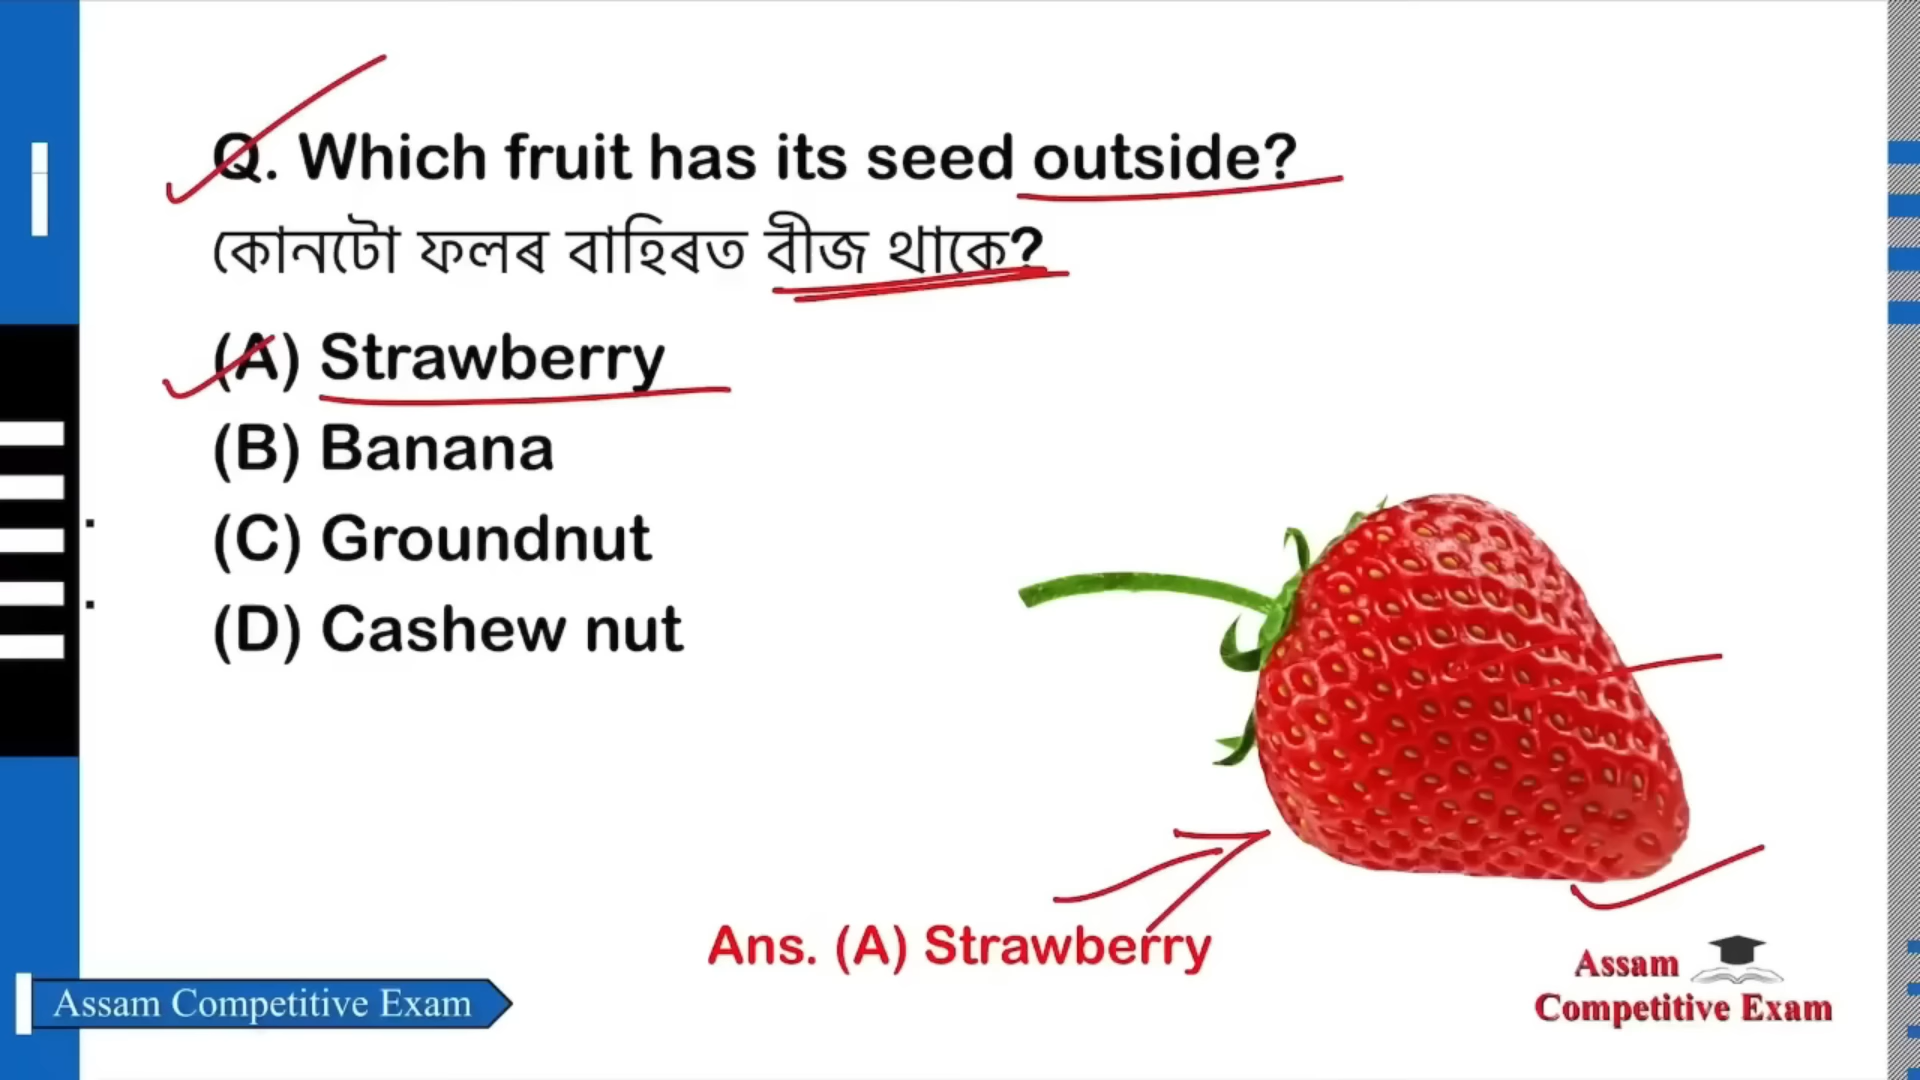 Q. Which fruit has its seed outside?
কোনটো ফলৰ বাহিৰত বীজ থাকে?
(A) Strawberry
(B) Banana
(C) Groundnut
(D) Cashew nut
Ans. (A) Strawberry
Assam Competitive Exam
Assam
Competitive Exam